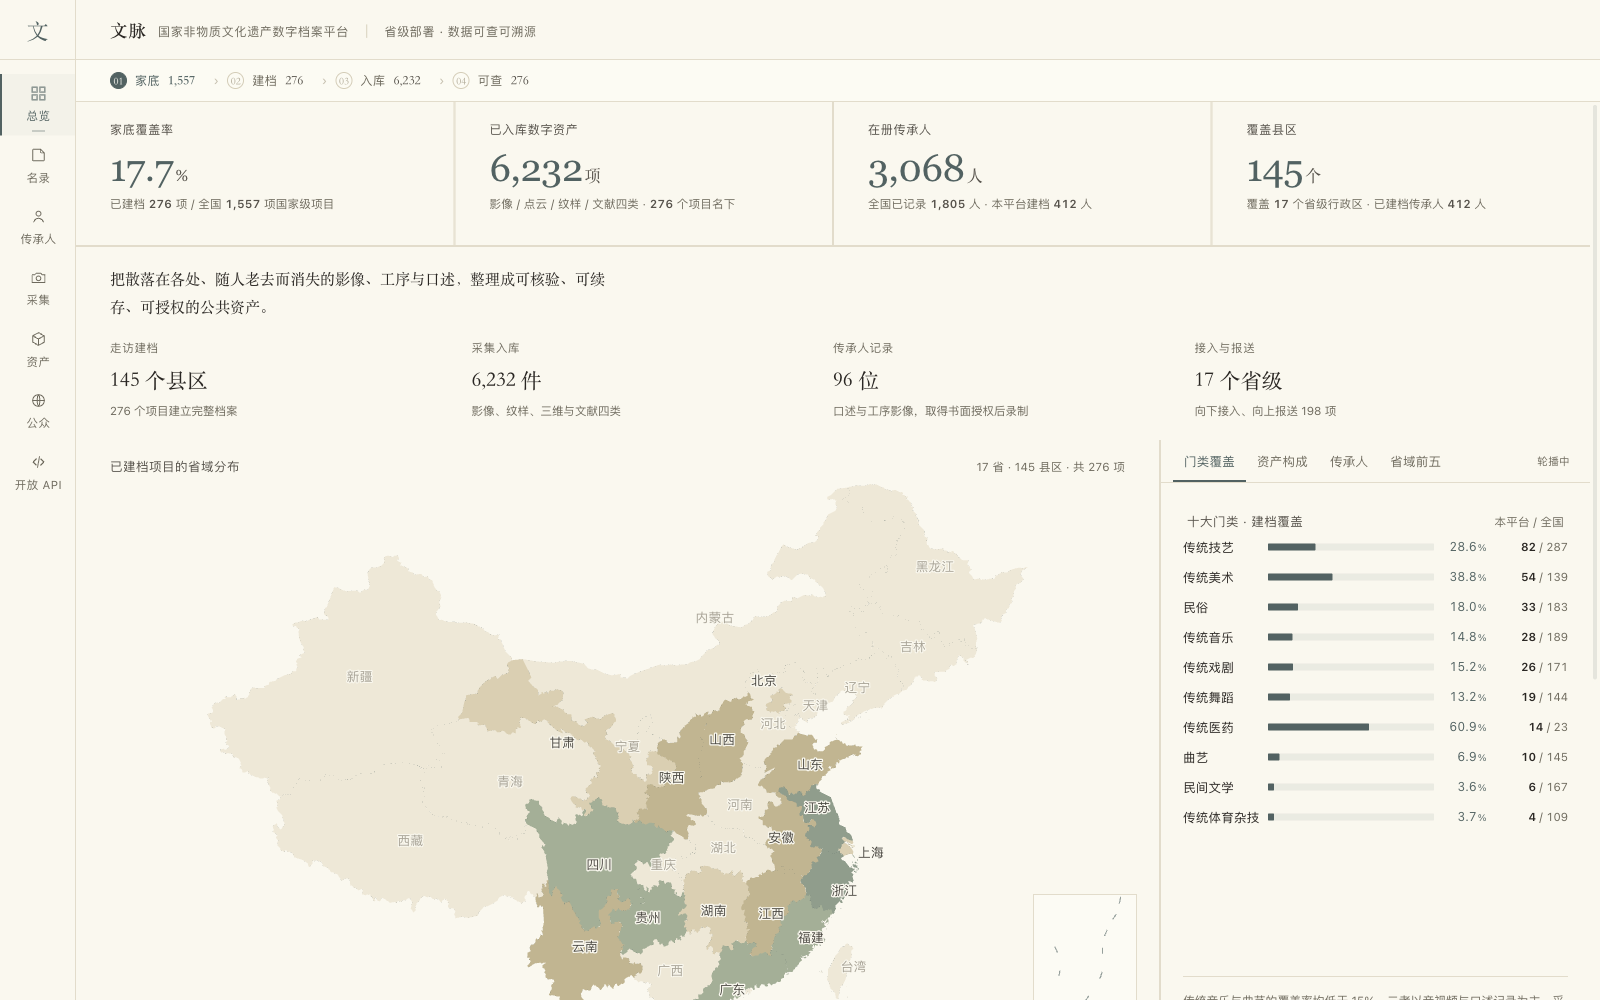 文
文脉 国家非物质文化遗产数字档案平台 省级部署 · 数据可查可溯源
01 家底 1,557 › 02 建档 276 › 03 入库 6,232 › 04 可查 276
总览
名录
传承人
采集
资产
公众
开放 API
家底覆盖率
17.7%
已建档 276 项 / 全国 1,557 项国家级项目
已入库数字资产
6,232项
影像 / 点云 / 纹样 / 文献四类 · 276 个项目名下
在册传承人
3,068人
全国已记录 1,805 人 · 本平台建档 412 人
覆盖县区
145个
覆盖 17 个省级行政区 · 已建档传承人 412 人
把散落在各处、随人老去而消失的影像、工序与口述，整理成可核验、可续
存、可授权的公共资产。
走访建档
145 个县区
276 个项目建立完整档案
采集入库
6,232 件
影像、纹样、三维与文献四类
传承人记录
96 位
口述与工序影像，取得书面授权后录制
接入与报送
17 个省级
向下接入、向上报送 198 项
已建档项目的省域分布
17 省 · 145 县区 · 共 276 项
黑龙江
内蒙古
吉林
新疆
北京
辽宁
天津
河北
甘肃
宁夏
山西
山东
陕西
青海
河南
江苏
安徽
西藏
湖北
上海
四川
重庆
浙江
贵州
湖南
江西
福建
云南
台湾
广西
广东
门类覆盖 资产构成 传承人 省域前五 轮播中
十大门类 · 建档覆盖 本平台 / 全国
传统技艺 28.6% 82 / 287
传统美术 38.8% 54 / 139
民俗 18.0% 33 / 183
传统音乐 14.8% 28 / 189
传统戏剧 15.2% 26 / 171
传统舞蹈 13.2% 19 / 144
传统医药 60.9% 14 / 23
曲艺 6.9% 10 / 145
民间文学 3.6% 6 / 167
传统体育杂技 3.7% 4 / 109